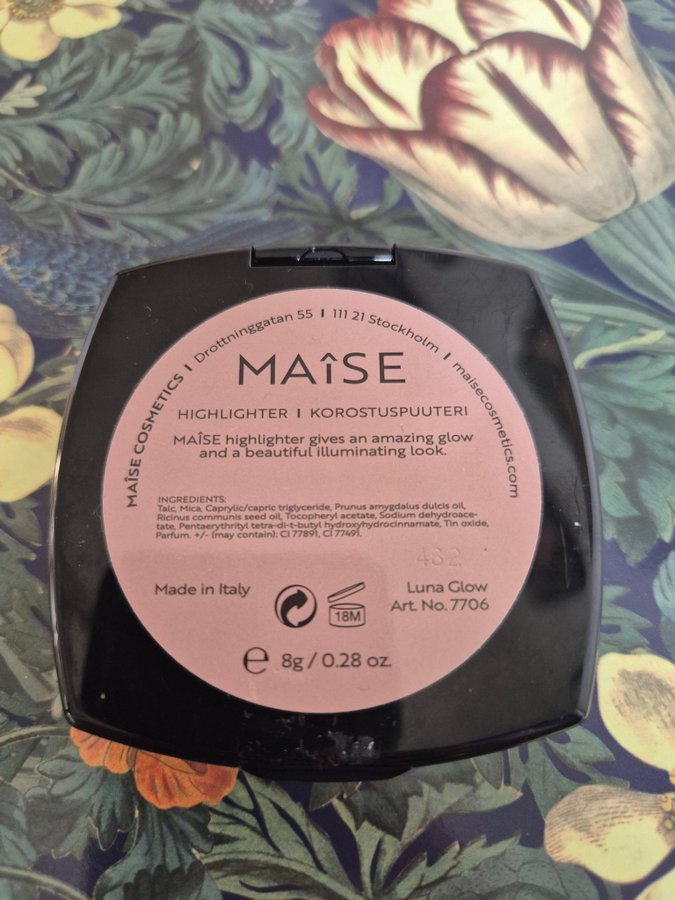 MAÎSE COSMETICS I Drottninggatan 55 I 111 21 Stockholm I maisecosmetics.com
MAîSE
HIGHLIGHTER I KOROSTUSPUUTERI
MAÎSE highlighter gives an amazing glow
and a beautiful illuminating look.
INGREDIENTS:
Talc, Mica, Caprylic/capric triglyceride, Prunus amygdalus dulcis oil,
Ricinus communis seed oil, Tocopheryl acetate, Sodium dehydroace-
tate, Pentaerythrityl tetra-di-t-butyl hydroxyhydrocinnamate, Tin oxide,
Parfum. +/- (may contain): CI 77891, CI 77491.
432
Made in Italy
18M
Luna Glow
Art. No. 7706
e 8g / 0.28 oz.